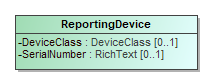 ReportingDevice
-DeviceClass : DeviceClass [0..1]
-SerialNumber : RichText [0..1]